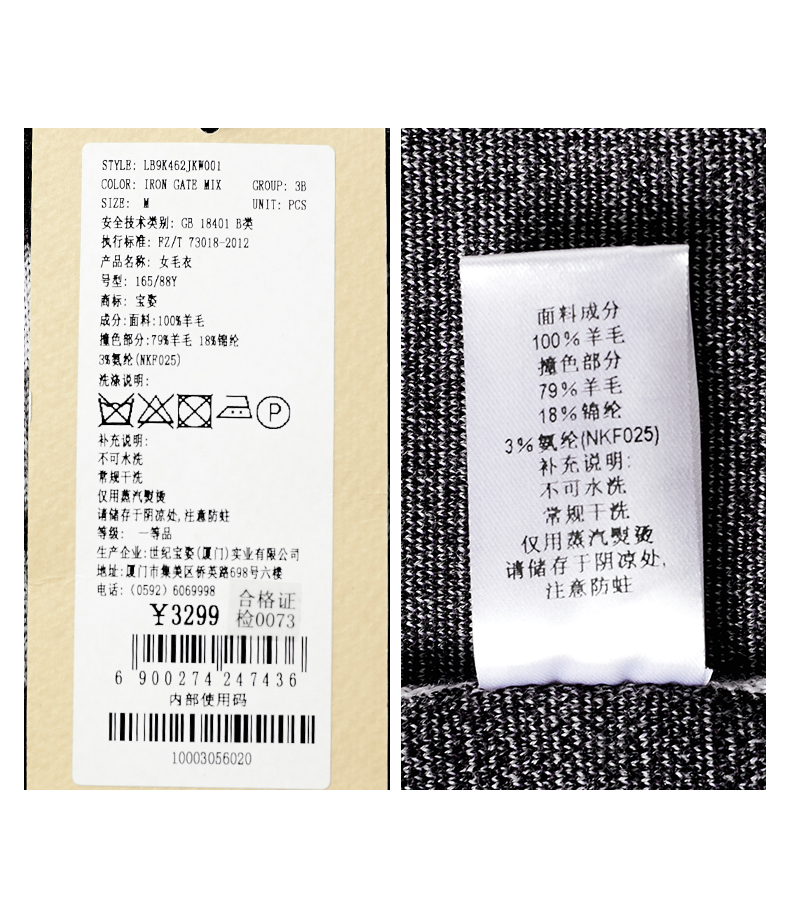 STYLE: LB9K462JKW001
COLOR: IRON GATE MIX GROUP: 3B
SIZE: M UNIT: PCS
安全技术类别: GB 18401 B类
执行标准: FZ/T 73018-2012
产品名称: 女毛衣
号型: 165/88Y
商标: 宝姿
成分:面料:100%羊毛
撞色部分:79%羊毛 18%锦纶
3%氨纶(NKF025)
洗涤说明:
P
补充说明:
不可水洗
常规干洗
仅用蒸汽熨烫
请储存于阴凉处,注意防蛀
等级: 一等品
生产企业:世纪宝姿(厦门)实业有限公司
地址:厦门市集美区侨英路698号六楼
电话: (0592) 6069998
¥3299 合格证
检0073
6 900274 247436
内部使用码
10003056020
面料成分
100%羊毛
撞色部分
79%羊毛
18%锦纶
3%氨纶(NKF025)
补充说明:
不可水洗
常规干洗
仅用蒸汽熨烫
请储存于阴凉处,
注意防蛀